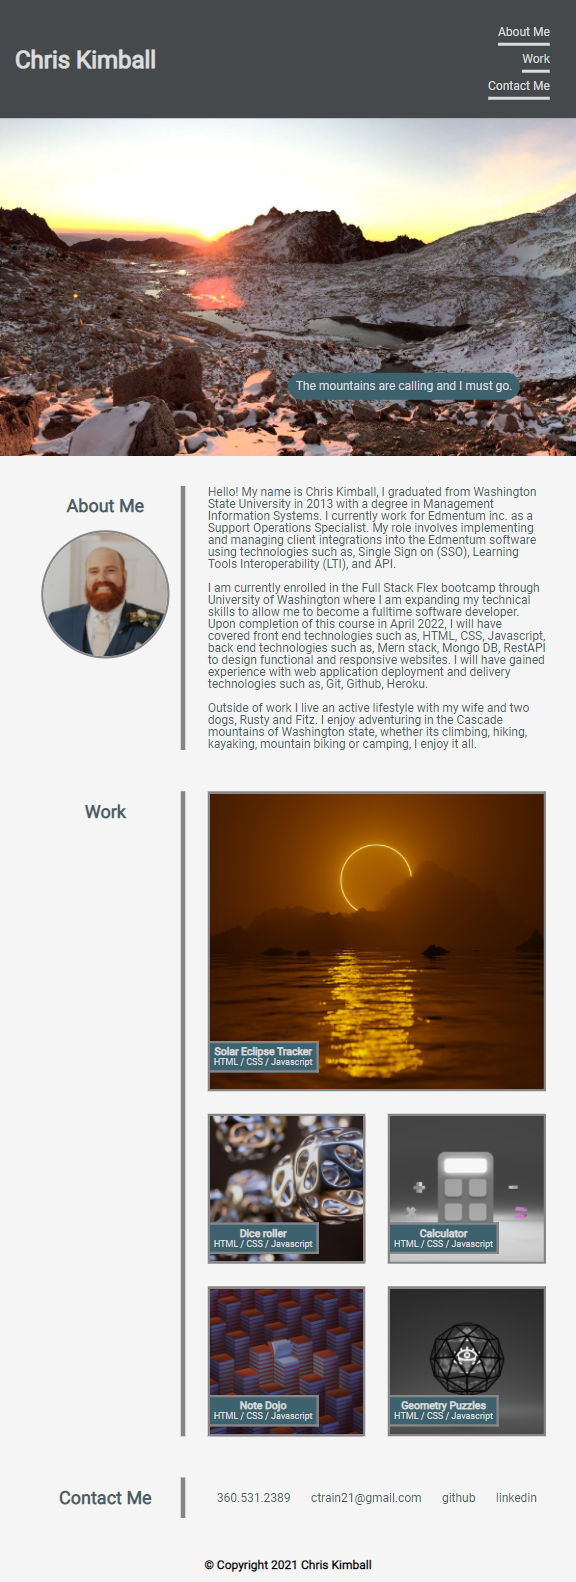 Chris Kimball
About Me
Work
Contact Me
The mountains are calling and I must go.
About Me
Hello! My name is Chris Kimball, I graduated from Washington
State University in 2013 with a degree in Management
Information Systems. I currently work for Edmentum inc. as a
Support Operations Specialist. My role involves implementing
and managing client integrations into the Edmentum software
using technologies such as, Single Sign on (SSO), Learning
Tools Interoperability (LTI), and API.
I am currently enrolled in the Full Stack Flex bootcamp through
University of Washington where I am expanding my technical
skills to allow me to become a fulltime software developer.
Upon completion of this course in April 2022, I will have
covered front end technologies such as, HTML, CSS, Javascript,
back end technologies such as, Mern stack, Mongo DB, RestAPI
to design functional and responsive websites. I will have gained
experience with web application deployment and delivery
technologies such as, Git, Github, Heroku.
Outside of work I live an active lifestyle with my wife and two
dogs, Rusty and Fitz. I enjoy adventuring in the Cascade
mountains of Washington state, whether its climbing, hiking,
kayaking, mountain biking or camping, I enjoy it all.
Work
Solar Eclipse Tracker
HTML / CSS / Javascript
Dice roller
HTML / CSS / Javascript
Calculator
HTML / CSS / Javascript
Note Dojo
HTML / CSS / Javascript
Geometry Puzzles
HTML / CSS / Javascript
Contact Me
360.531.2389
ctrain21@gmail.com
github
linkedin
© Copyright 2021 Chris Kimball